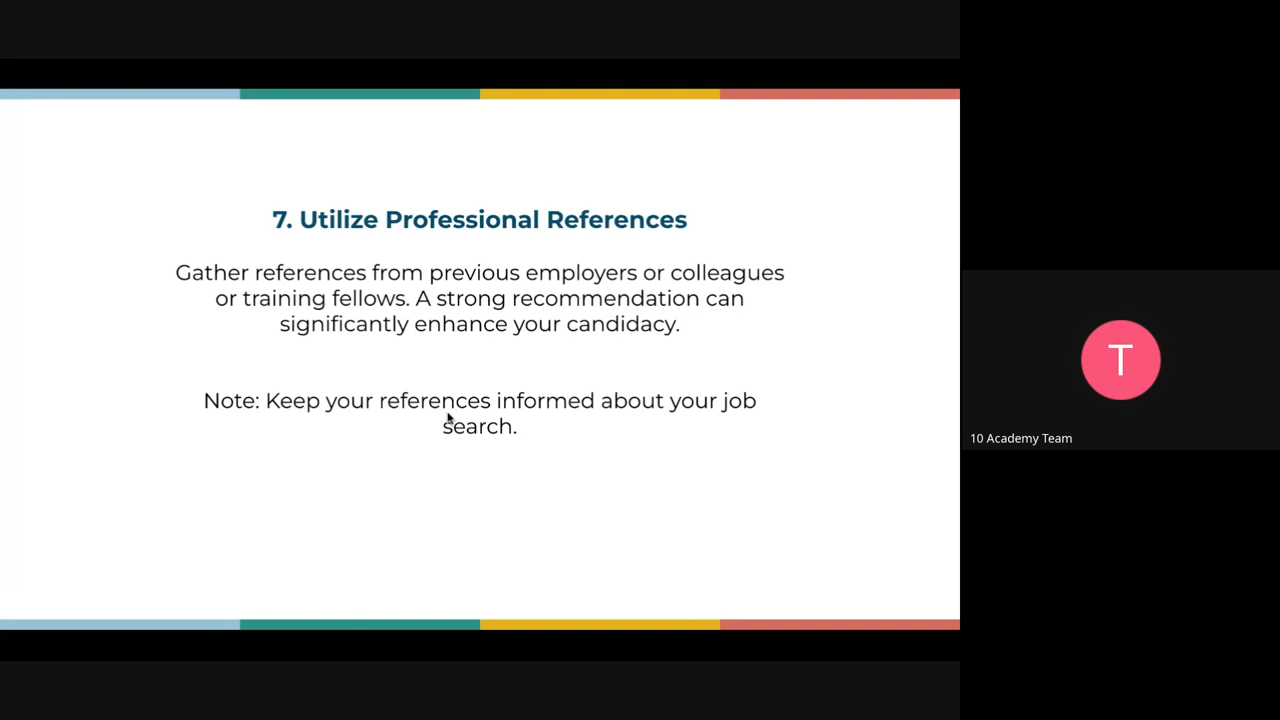 7. Utilize Professional References
Gather references from previous employers or colleagues
or training fellows. A strong recommendation can
significantly enhance your candidacy.
Note: Keep your references informed about your job
search.
T
10 Academy Team